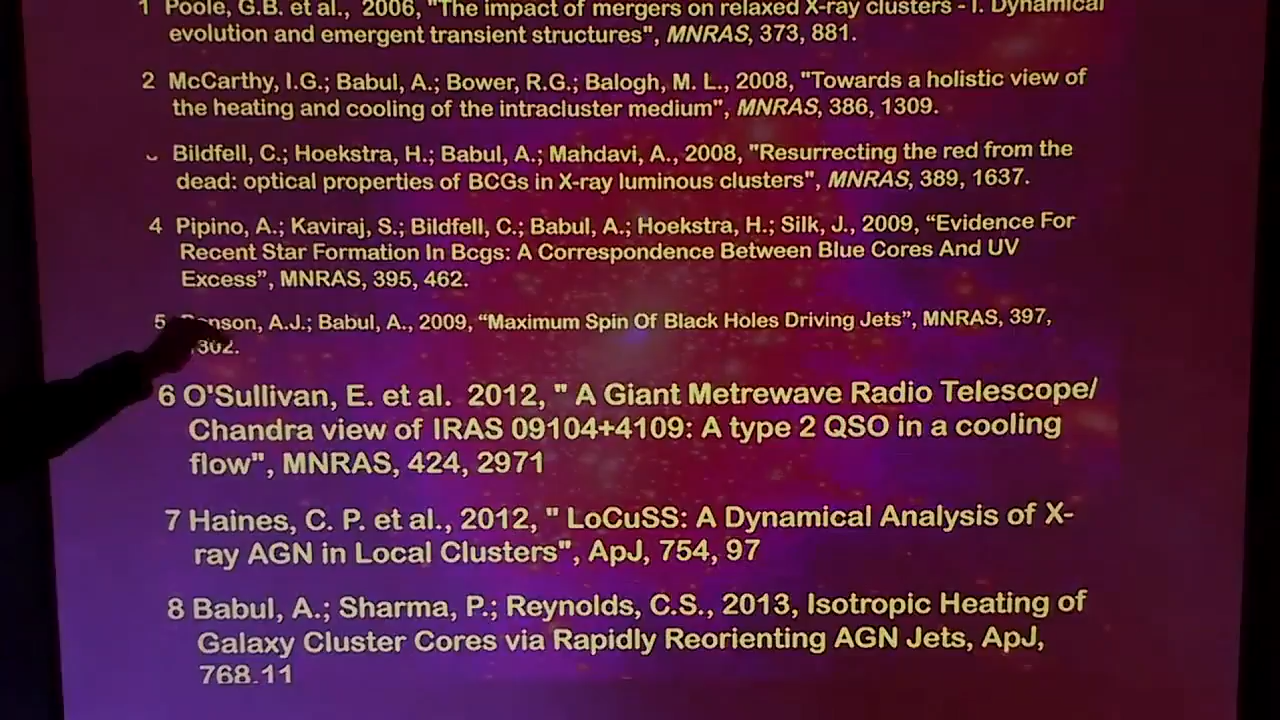 1 Poole, G.B. et al., 2006, "The impact of mergers on relaxed X-ray clusters - I. Dynamical
evolution and emergent transient structures", MNRAS, 373, 881.
2 McCarthy, I.G.; Babul, A.; Bower, R.G.; Balogh, M. L., 2008, "Towards a holistic view of
the heating and cooling of the intracluster medium", MNRAS, 386, 1309.
Bildfell, C.; Hoekstra, H.; Babul, A.; Mahdavi, A., 2008, "Resurrecting the red from the
dead: optical properties of BCGs in X-ray luminous clusters", MNRAS, 389, 1637.
4 Pipino, A.; Kaviraj, S.; Bildfell, C.; Babul, A.; Hoekstra, H.; Silk, J., 2009, “Evidence For
Recent Star Formation In Bcgs: A Correspondence Between Blue Cores And UV
Excess”, MNRAS, 395, 462.
5 A.J.; Babul, A., 2009, “Maximum Spin Of Black Holes Driving Jets”, MNRAS, 397,
6 O'Sullivan, E. et al. 2012, " A Giant Metrewave Radio Telescope/
Chandra view of IRAS 09104+4109: A type 2 QSO in a cooling
flow", MNRAS, 424, 2971
7 Haines, C. P. et al., 2012, " LoCuSS: A Dynamical Analysis of X-
ray AGN in Local Clusters", ApJ, 754, 97
8 Babul, A.; Sharma, P.; Reynolds, C.S., 2013, Isotropic Heating of
Galaxy Cluster Cores via Rapidly Reorienting AGN Jets, ApJ,
768.11